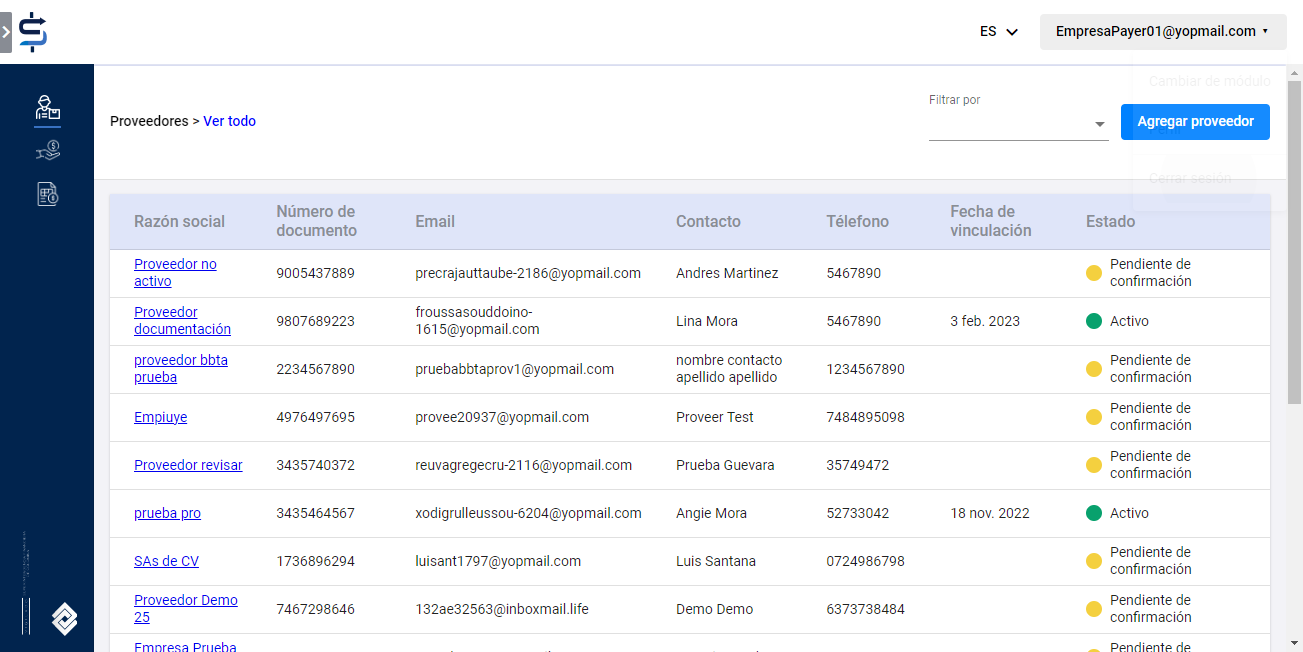 ES
EmpresaPayer01@yopmail.com
Cambiar de módulo
Filtrar por
Proveedores > Ver todo
Agregar proveedor
Cerrar sesión
Razón social
Número de
documento
Email
Contacto
Télefono
Fecha de
vinculación
Estado
Proveedor no
activo
9005437889
precrajauttaube-2186@yopmail.com
Andres Martinez
5467890
Pendiente de
confirmación
Proveedor
documentación
9807689223
froussasouddoino-
1615@yopmail.com
Lina Mora
5467890
3 feb. 2023
Activo
proveedor bbta
prueba
2234567890
pruebabbtaprov1@yopmail.com
nombre contacto
apellido apellido
1234567890
Pendiente de
confirmación
Empiuye
4976497695
provee20937@yopmail.com
Proveer Test
7484895098
Pendiente de
confirmación
Proveedor revisar
3435740372
reuvagregecru-2116@yopmail.com
Prueba Guevara
35749472
Pendiente de
confirmación
prueba pro
3435464567
xodigrulleussou-6204@yopmail.com
Angie Mora
52733042
18 nov. 2022
Activo
SAs de CV
1736896294
luisant1797@yopmail.com
Luis Santana
0724986798
Pendiente de
confirmación
Proveedor Demo
25
7467298646
132ae32563@inboxmail.life
Demo Demo
6373738484
Pendiente de
confirmación
Empresa Prueba
Pendiente de